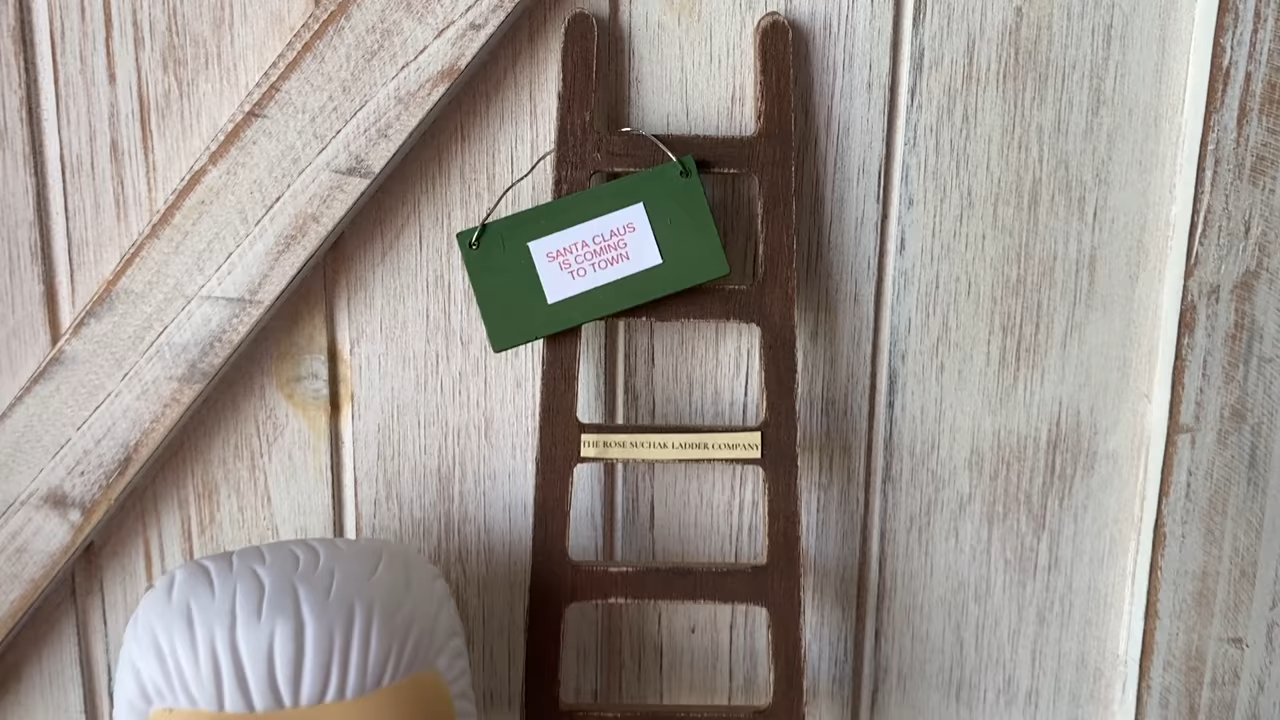 SANTA CLAUS
IS COMING
TO TOWN
THE ROSE SUCHAK LADDER COMPANY